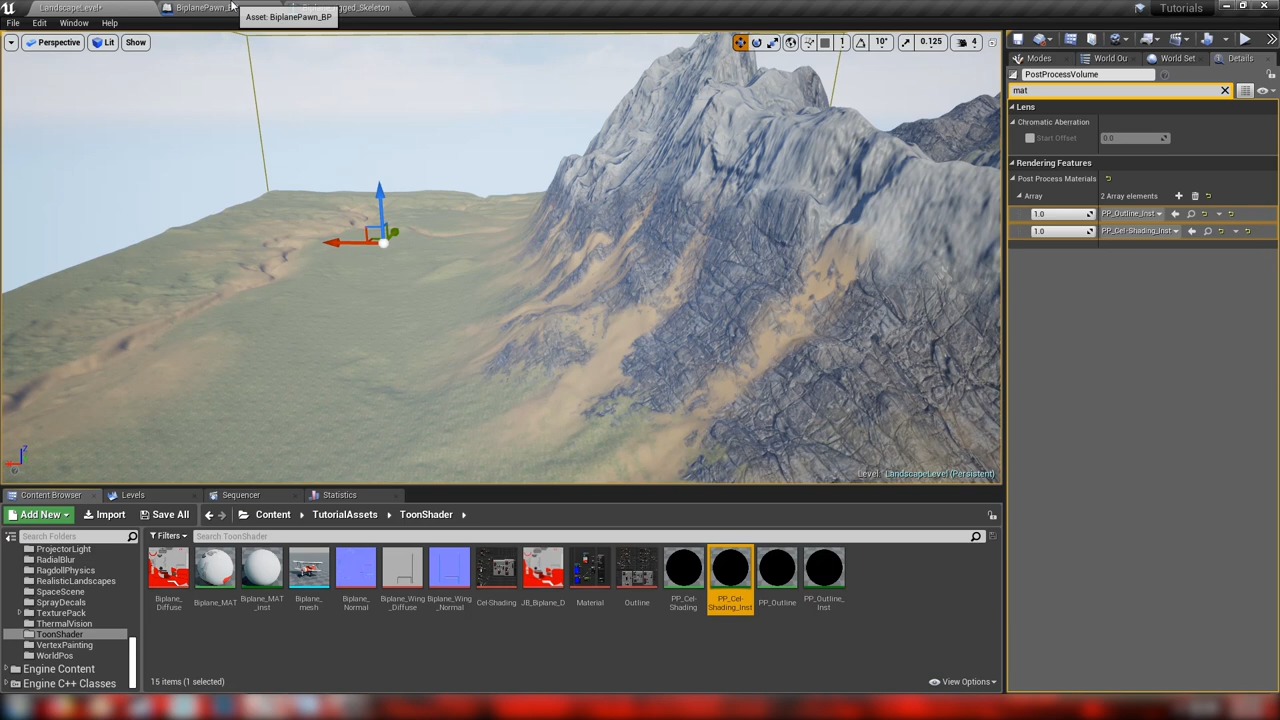 LandscapeLevel*
BiplanePawn_B
Biplane_Rigged_Skeleton
Tutorials
Asset: BiplanePawn_BP
File Edit Window Help
Perspective Lit Show
10° 0.125 4
Modes World Ou World Set Details
PostProcessVolume
mat
Lens
Chromatic Aberration
Start Offset 0.0
Rendering Features
Post Process Materials
Array 2 Array elements
1.0 PP_Outline_Inst
1.0 PP_Cel-Shading_Inst
Level: LandscapeLevel (Persistent)
Content Browser Levels Sequencer Statistics
Add New Import Save All Content TutorialAssets ToonShader
Search Folders
Filters Search ToonShader
ProjectorLight
RadialBlur
RagdollPhysics
RealisticLandscapes
SpaceScene
SprayDecals
TexturePack
ThermalVision
ToonShader
VertexPainting
WorldPos
Engine Content
Engine C++ Classes
Biplane_
Diffuse
Biplane_MAT
Biplane_MAT
_inst
Biplane_
mesh
Biplane_
Normal
Biplane_Wing
_Diffuse
Biplane_Wing
_Normal
Cel-Shading
JB_Biplane_D
Material
Outline
PP_Cel-
Shading
PP_Cel-
Shading_Inst
PP_Outline
PP_Outline_
Inst
15 items (1 selected)
View Options